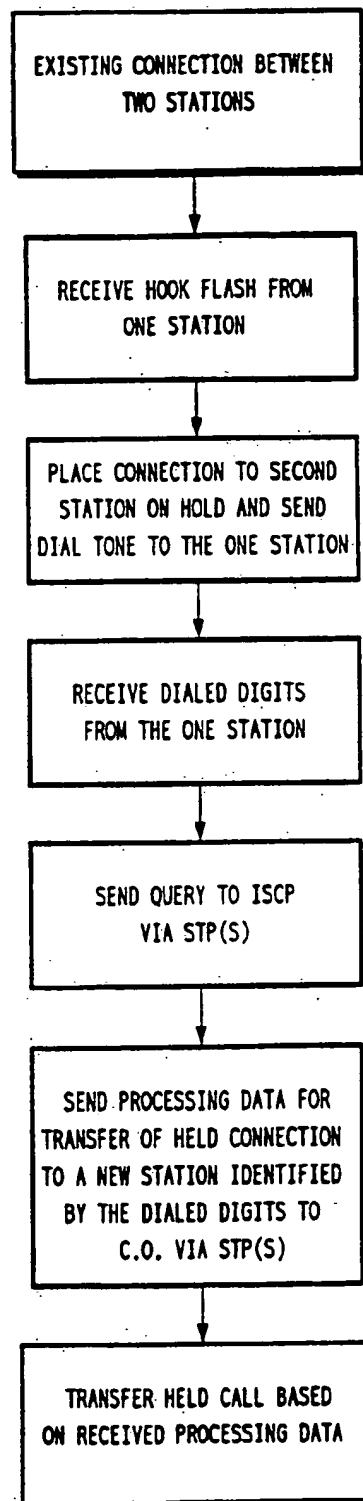 EXISTING CONNECTION BETWEEN
TWO STATIONS
RECEIVE HOOK FLASH FROM
ONE STATION
PLACE CONNECTION TO SECOND
STATION ON HOLD AND SEND
DIAL TONE TO THE ONE STATION
RECEIVE DIALED DIGITS
FROM THE ONE STATION
SEND QUERY TO ISCP
VIA STP(S)
SEND PROCESSING DATA FOR
TRANSFER OF HELD CONNECTION
TO A NEW STATION IDENTIFIED
BY THE DIALED DIGITS TO
C.O. VIA STP(S)
TRANSFER HELD CALL BASED
ON RECEIVED PROCESSING DATA